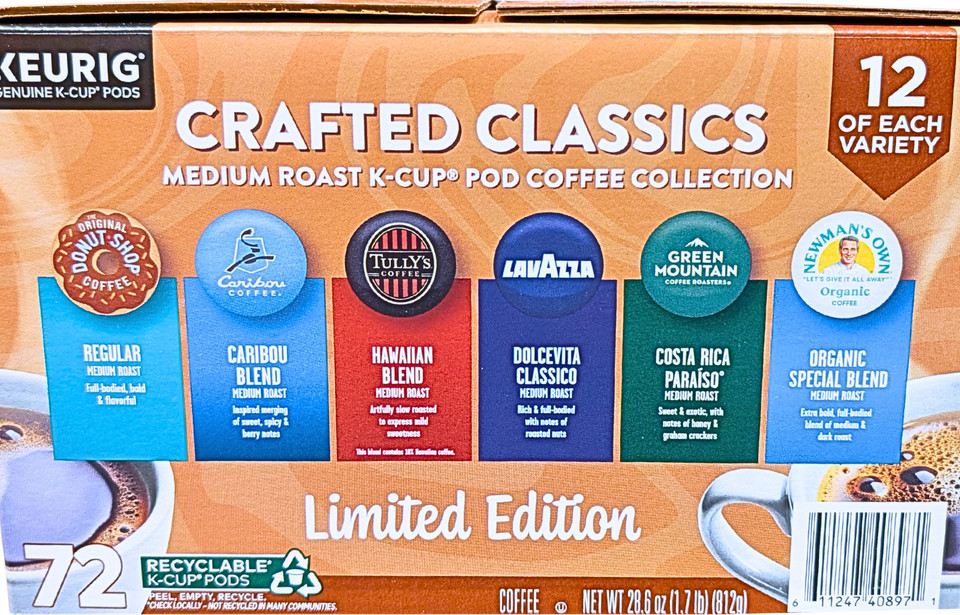 KEURIG®
GENUINE K-CUP® PODS
12
OF EACH
VARIETY
CRAFTED CLASSICS
MEDIUM ROAST K-CUP® POD COFFEE COLLECTION
THE
ORIGINAL
DONUT SHOP
COFFEE
REGULAR
MEDIUM ROAST
Full-bodied, bold
& flavorful
Caribou
COFFEE®
CARIBOU
BLEND
MEDIUM ROAST
Inspired merging
of sweet, spicy &
berry notes
TULLY'S
COFFEE
HAWAIIAN
BLEND
MEDIUM ROAST
Artfully slow roasted
to express mild
sweetness
This blend contains 10% Hawaiian coffee.
LAVAZZA
DOLCEVITA
CLASSICO
MEDIUM ROAST
Rich & full-bodied
with notes of
roasted nuts
GREEN
MOUNTAIN
COFFEE ROASTERS®
COSTA RICA
PARAÍSO®
MEDIUM ROAST
Sweet & exotic, with
notes of honey &
graham crackers
NEWMAN'S OWN
"LET'S GIVE IT ALL AWAY"
Organic
COFFEE
ORGANIC
SPECIAL BLEND
MEDIUM ROAST
Extra bold, full-bodied
blend of medium &
dark roast
Limited Edition
72
RECYCLABLE*
K-CUP® PODS
PEEL, EMPTY, RECYCLE.
*CHECK LOCALLY - NOT RECYCLED IN MANY COMMUNITIES.
COFFEE U NET WT 28.6 oz (1.7 lb) (812g)
6 11247 40897 1